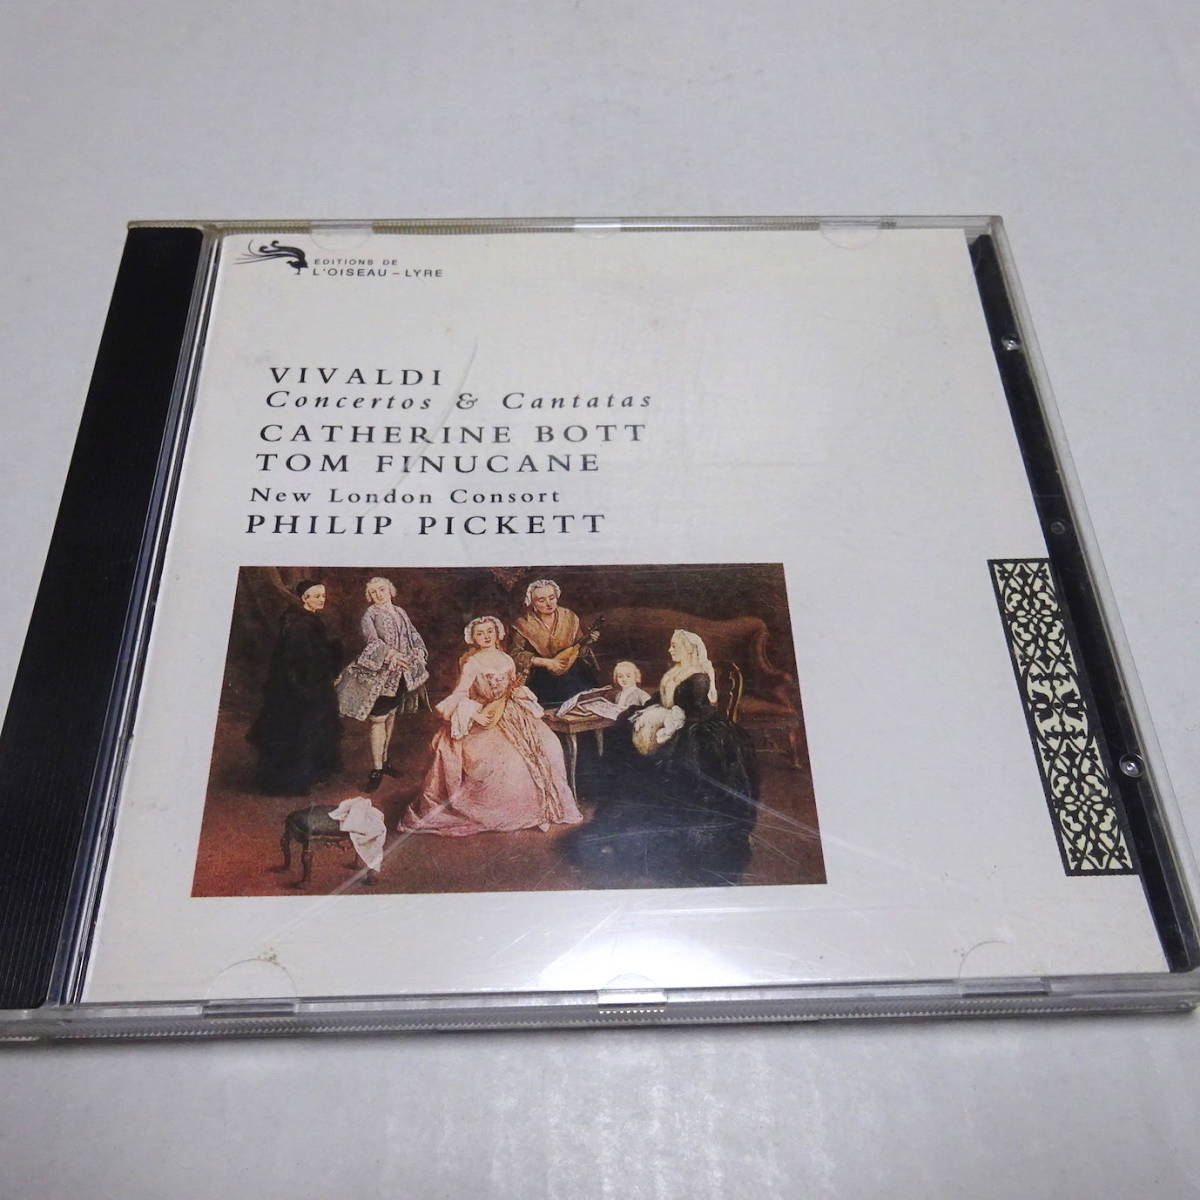 EDITIONS DE
L'OISEAU-LYRE
VIVALDI
Concertos & Cantatas
CATHERINE BOTT
TOM FINUCANE
New London Consort
PHILIP PICKETT